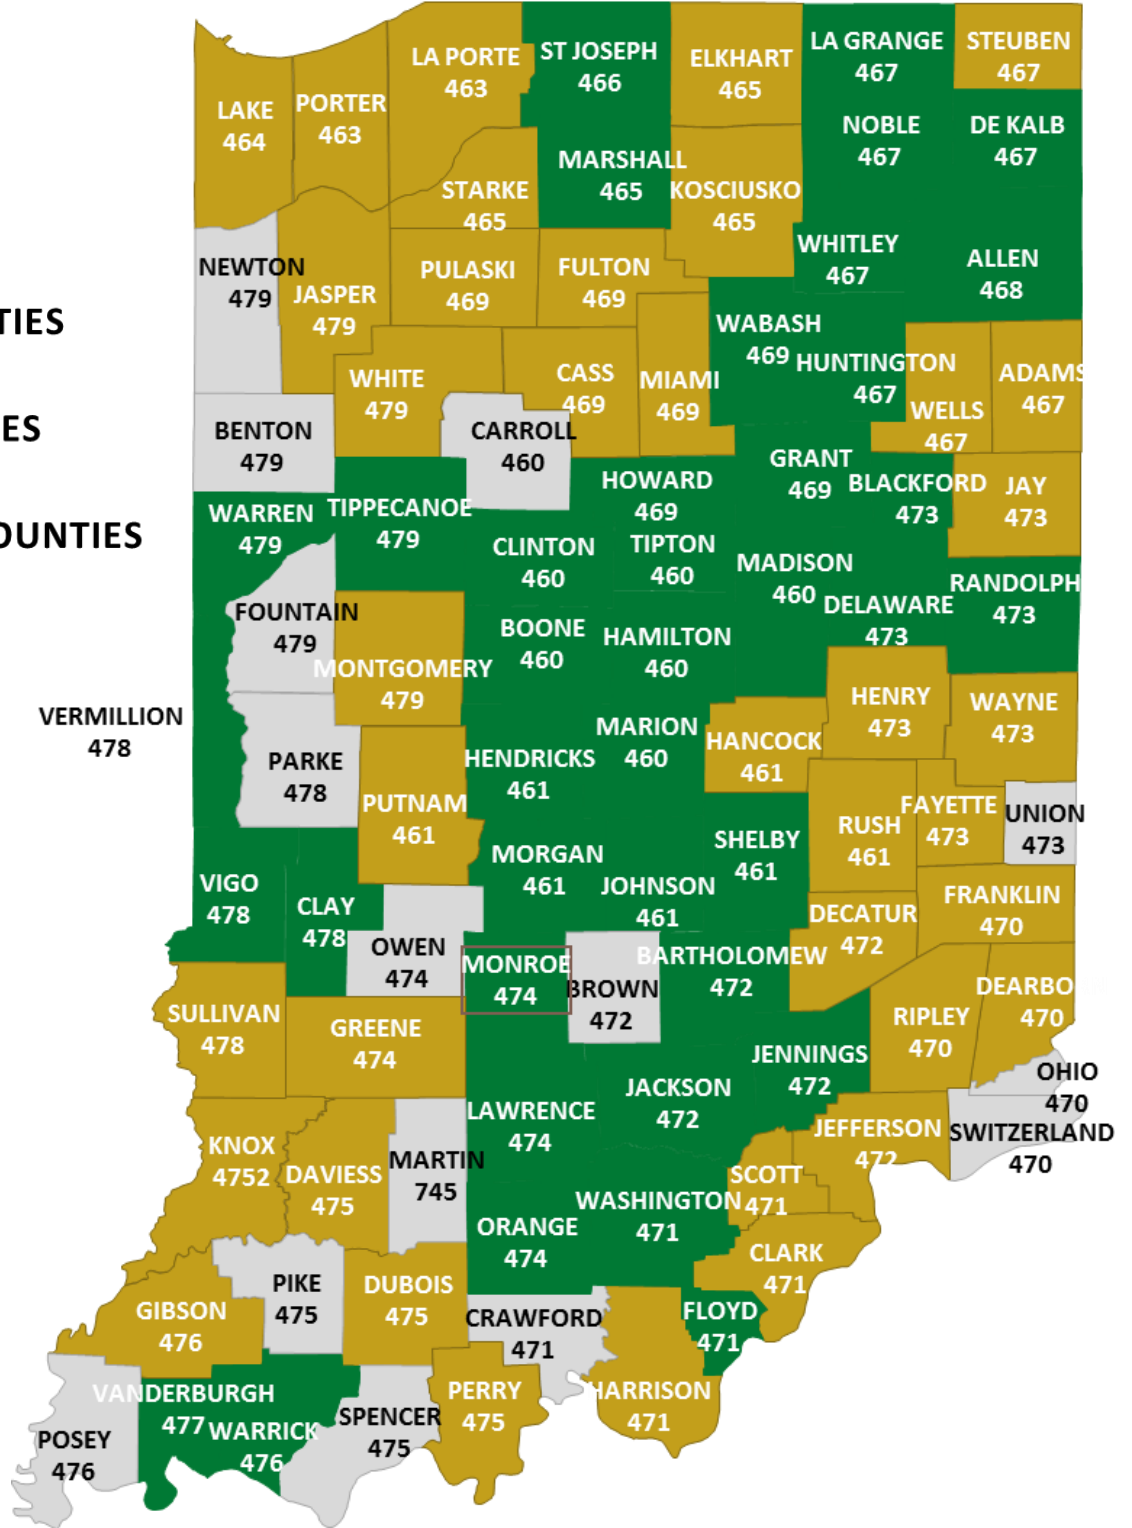 ST JOSEPH
466
LA GRANGE
467
STEUBEN
467
LA PORTE
463
ELKHART
465
LAKE
464
PORTER
463
NOBLE
467
DE KALB
467
MARSHALL
465
STARKE
465
KOSCIUSKO
465
WHITLEY
467
ALLEN
468
NEWTON
479
JASPER
479
PULASKI
469
FULTON
469
TIES
WABASH
469
HUNTINGTON
467
WHITE
479
CASS
469
MIAMI
469
ADAMS
467
WELLS
467
ES
BENTON
479
CARROLL
460
GRANT
469
BLACKFORD
473
JAY
473
HOWARD
469
WARREN
479
TIPPECANOE
479
OUNTIES
CLINTON
460
TIPTON
460
MADISON
460
DELAWARE
473
RANDOLPH
473
FOUNTAIN
479
BOONE
460
HAMILTON
460
MONTGOMERY
479
HENRY
473
WAYNE
473
VERMILLION
478
MARION
460
HANCOCK
461
PARKE
478
HENDRICKS
461
PUTNAM
461
RUSH
461
FAYETTE
473
UNION
473
SHELBY
461
MORGAN
461
JOHNSON
461
VIGO
478
CLAY
478
FRANKLIN
470
DECATUR
472
OWEN
474
MONROE
474
BROWN
472
BARTHOLOMEW
472
DEARBO
470
SULLIVAN
478
GREENE
474
RIPLEY
470
JENNINGS
472
OHIO
470
JACKSON
472
LAWRENCE
474
JEFFERSON
472
SWITZERLAND
470
KNOX
4752
DAVIESS
475
MARTIN
745
SCOTT
471
WASHINGTON
471
ORANGE
474
CLARK
471
PIKE
475
DUBOIS
475
GIBSON
476
CRAWFORD
471
FLOYD
471
VANDERBURGH
477
WARRICK
476
PERRY
475
HARRISON
471
SPENCER
475
POSEY
476